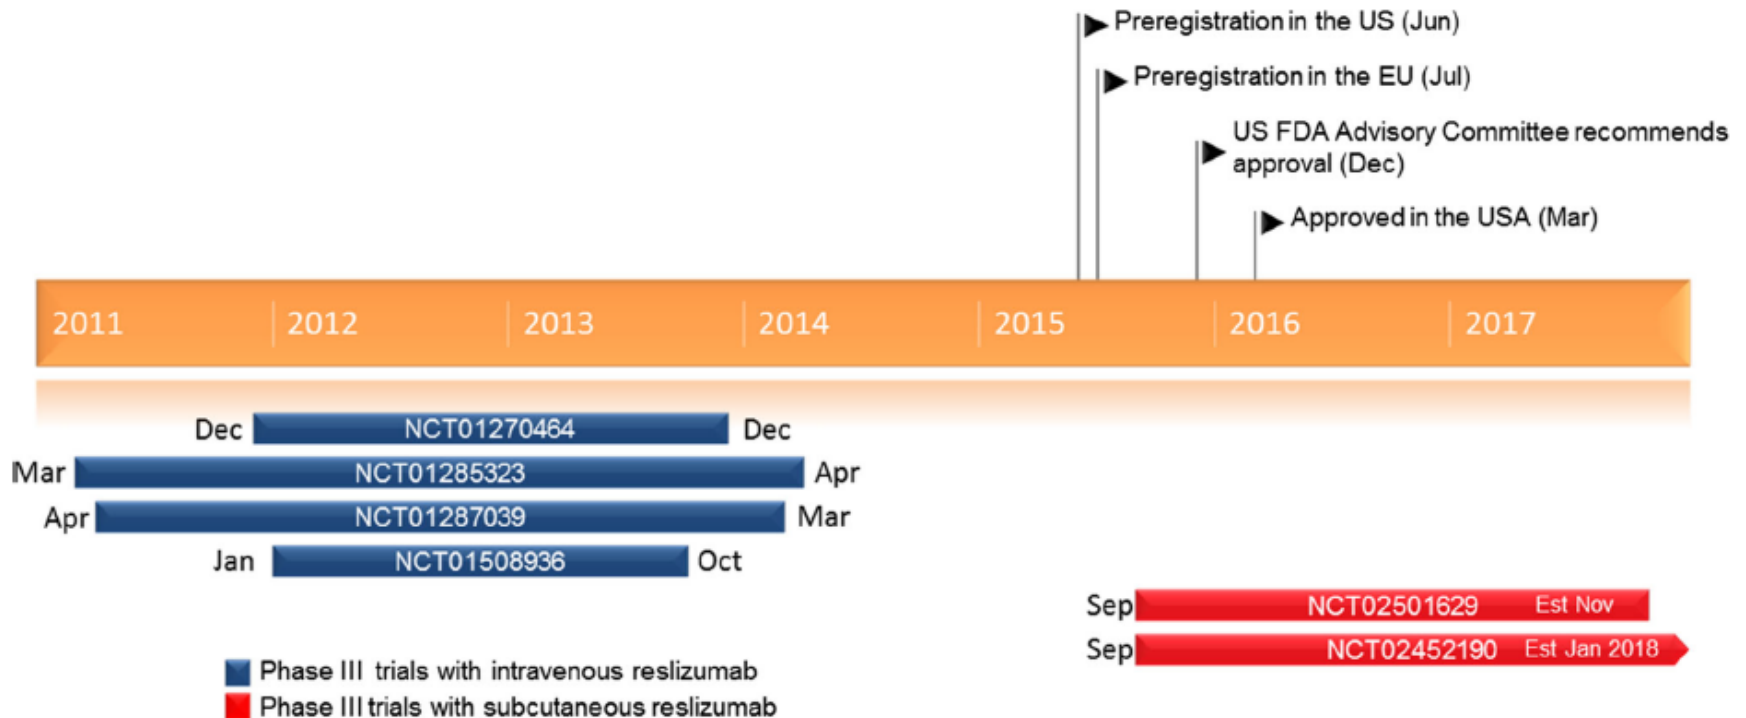 Preregistration in the US (Jun)
Preregistration in the EU (Jul)
US FDA Advisory Committee recommends
approval (Dec)
Approved in the USA (Mar)
2011 2012 2013 2014 2015 2016 2017
Dec NCT01270464 Dec
Mar NCT01285323 Apr
Apr NCT01287039 Mar
Jan NCT01508936 Oct
Sep NCT02501629 Est Nov
Sep NCT02452190 Est Jan 2018
Phase III trials with intravenous reslizumab
Phase III trials with subcutaneous reslizumab